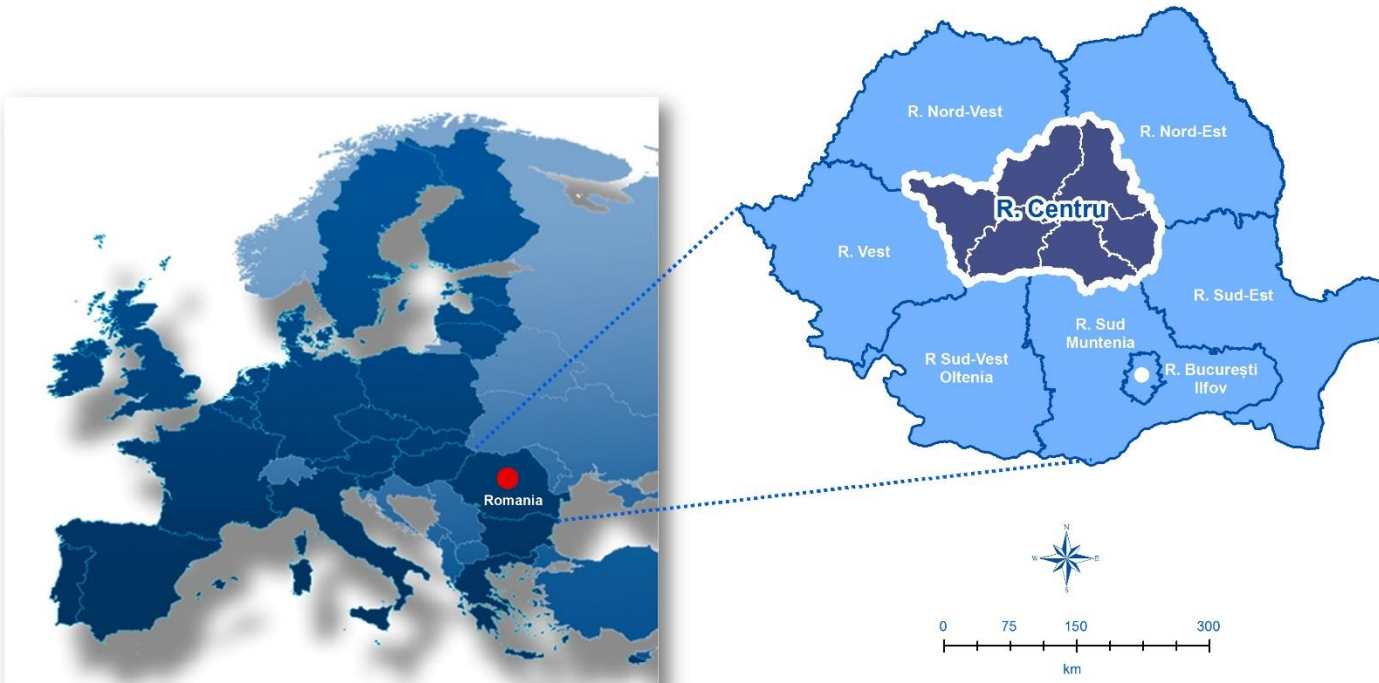 Romania
R. Nord-Vest
R. Nord-Est
R. Centru
R. Vest
R. Sud-Est
R. Sud
Muntenia
R Sud-Vest
Oltenia
R. București
Ilfov
N
W
E
S
0 75 150 300
km